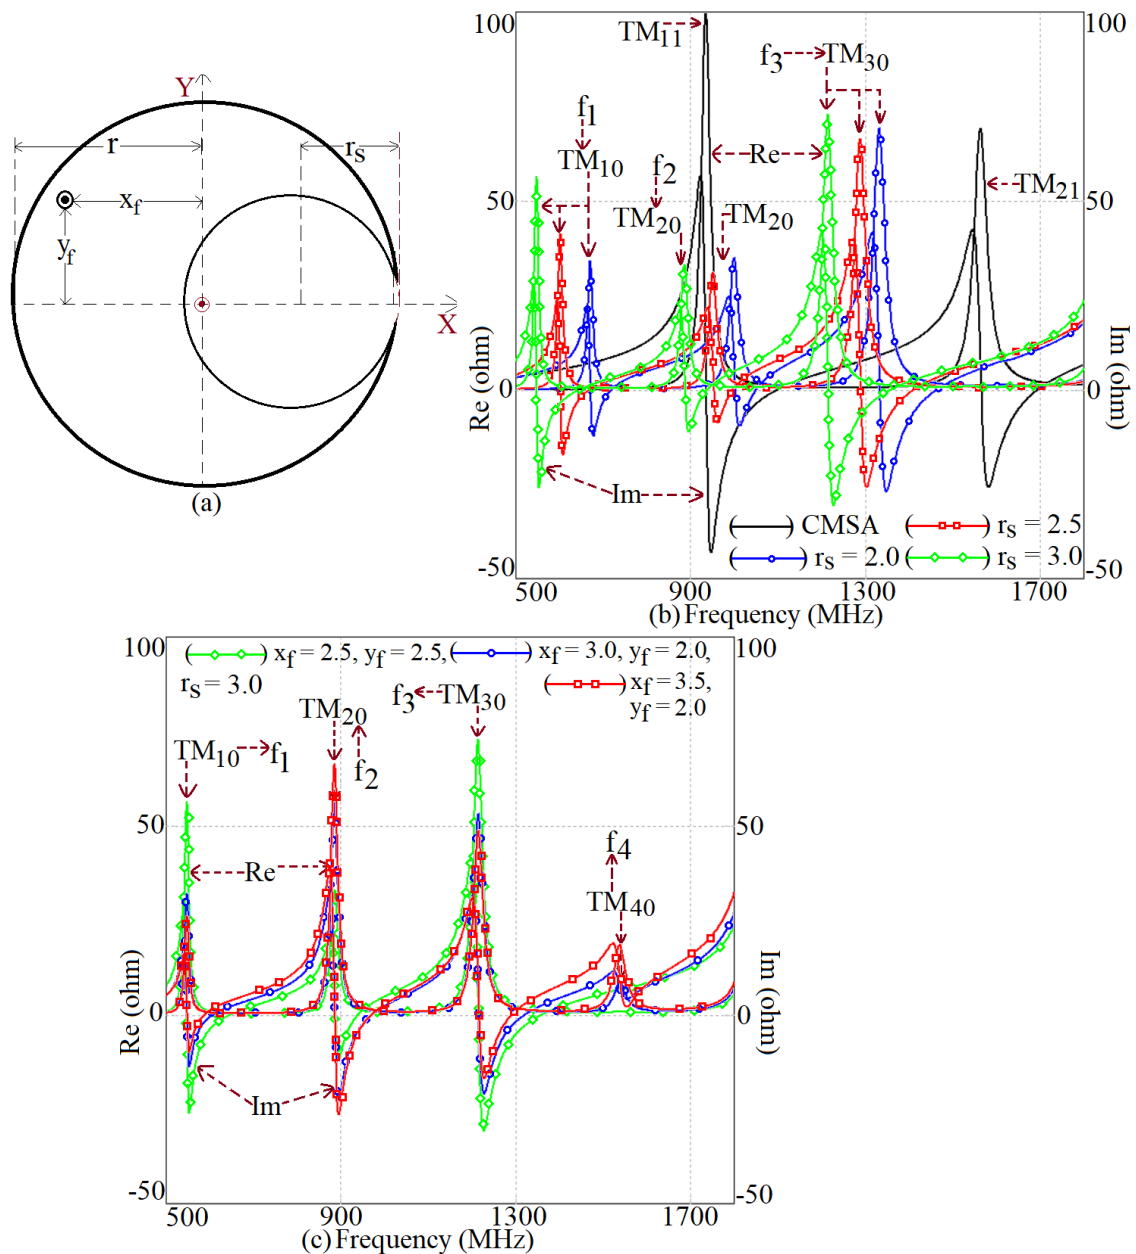 Y
r
rs
xf
yf
X
(a)
100
100
TM11
f3
TM30
f1
TM10
f2
Re
TM20
TM20
TM21
50
50
Re (ohm)
Im (ohm)
0
0
Im
CMSA
rs = 2.5
rs = 2.0
rs = 3.0
-50
-50
500
900
1300
1700
(b) Frequency (MHz)
100
100
xf = 2.5, yf = 2.5,
xf = 3.0, yf = 2.0,
rs = 3.0
xf = 3.5,
yf = 2.0
f3
TM30
TM20
TM10
f1
f2
50
50
Re
f4
TM40
Re (ohm)
Im (ohm)
0
0
Im
-50
-50
500
900
1300
1700
(c) Frequency (MHz)